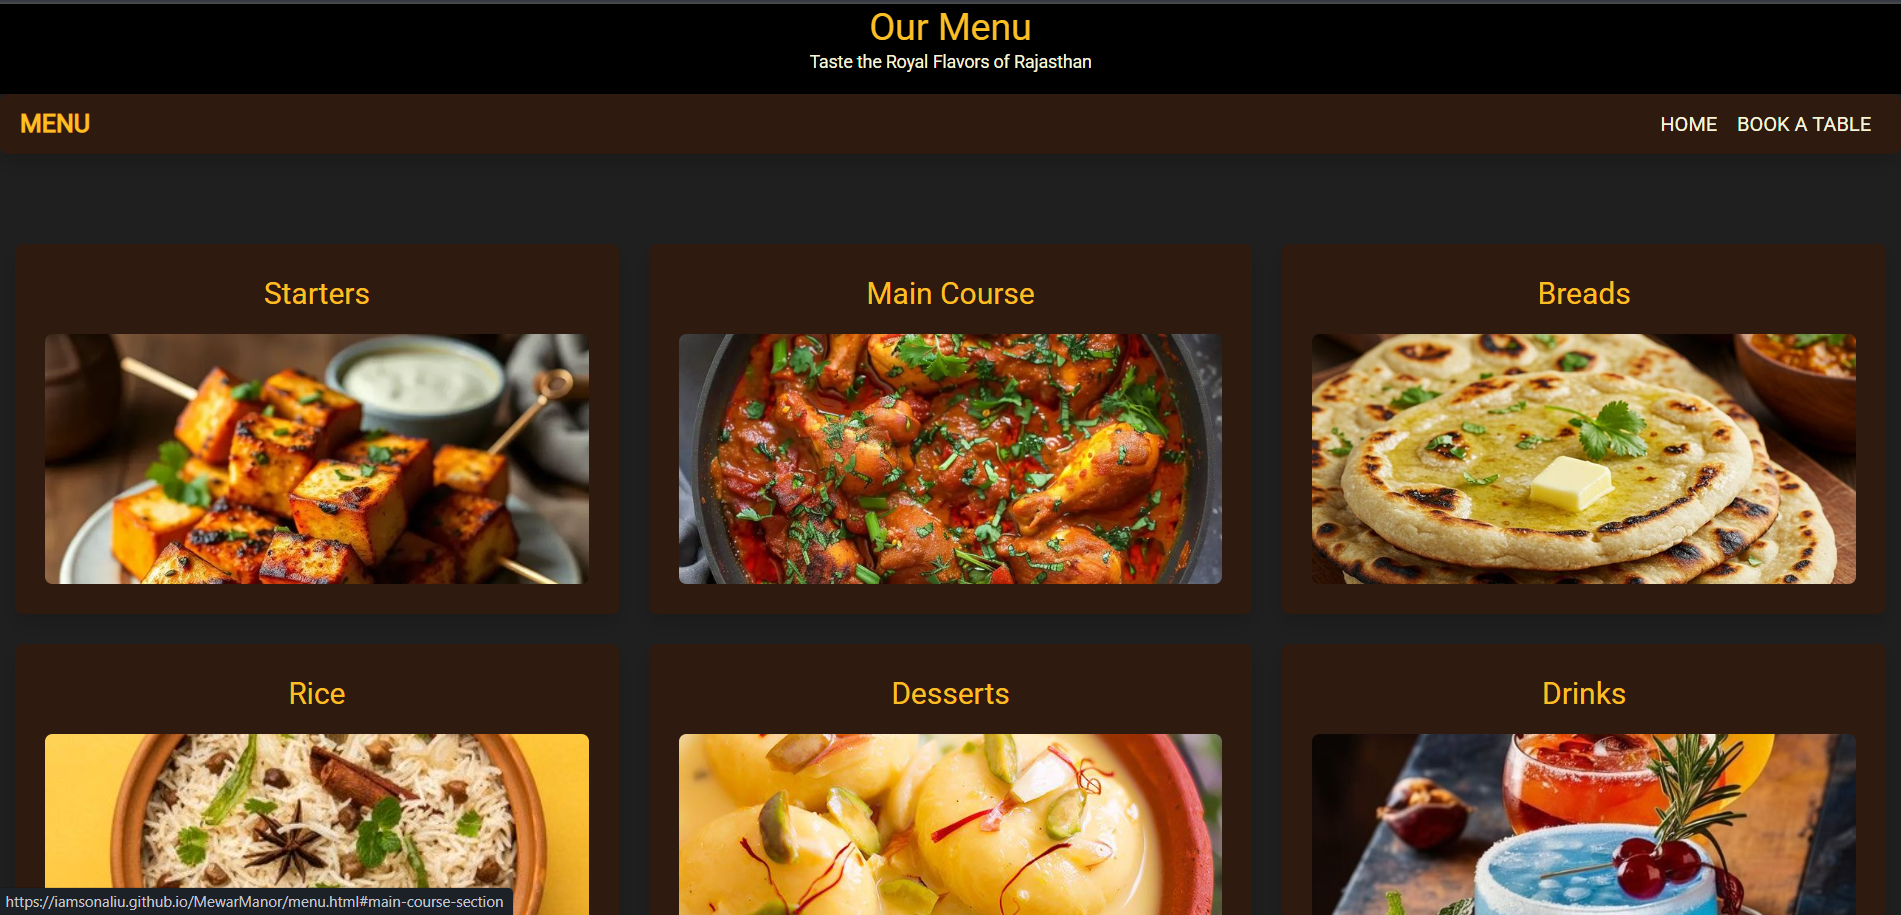 Our Menu
Taste the Royal Flavors of Rajasthan
MENU
HOME
BOOK A TABLE
Starters
Main Course
Breads
Rice
Desserts
Drinks
https://iamsonaliu.github.io/MewarManor/menu.html#main-course-section